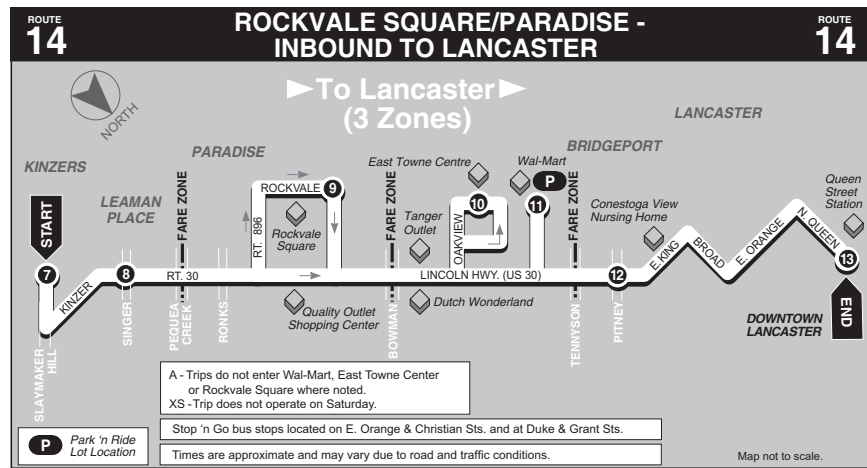 ROUTE
14
ROCKVALE SQUARE/PARADISE -
INBOUND TO LANCASTER
ROUTE
14
NORTH
To Lancaster
(3 Zones)
LANCASTER
BRIDGEPORT
PARADISE
KINZERS
LEAMAN
PLACE
START
FARE ZONE
ROCKVALE
9
RT. 896
Rockvale
Square
East Towne Centre
FARE ZONE
Tanger
Outlet
OAKVIEW
10
Wal-Mart
P
11
FARE ZONE
Conestoga View
Nursing Home
Queen
Street
Station
7
KINZER
8
RT. 30
LINCOLN HWY. (US 30)
12
E. KING
BROAD
E. ORANGE
N. QUEEN
13
END
SLAYMAKER
HILL
SINGER
PEQUEA
CREEK
RONKS
Quality Outlet
Shopping Center
BOWMAN
Dutch Wonderland
TENNYSON
PITNEY
DOWNTOWN
LANCASTER
A - Trips do not enter Wal-Mart, East Towne Center
or Rockvale Square where noted.
XS -Trip does not operate on Saturday.
Stop 'n Go bus stops located on E. Orange & Christian Sts. and at Duke & Grant Sts.
Times are approximate and may vary due to road and traffic conditions.
P
Park 'n Ride
Lot Location
Map not to scale.